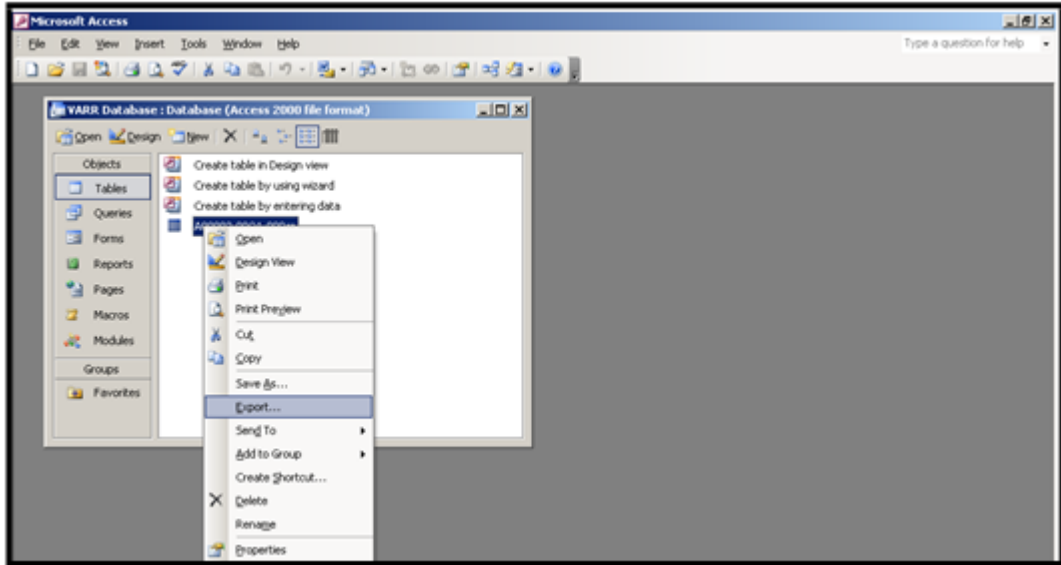 Microsoft Access
File Edit View Insert Tools Window Help
Type a question for help
VARR Database : Database (Access 2000 file format)
Open Design New
Objects
Tables
Queries
Forms
Reports
Pages
Macros
Modules
Groups
Favorites
Create table in Design view
Create table by using wizard
Create table by entering data
Open
Design View
Print
Print Preview
Cut
Copy
Save As...
Export...
Send To
Add to Group
Create Shortcut...
Delete
Rename
Properties